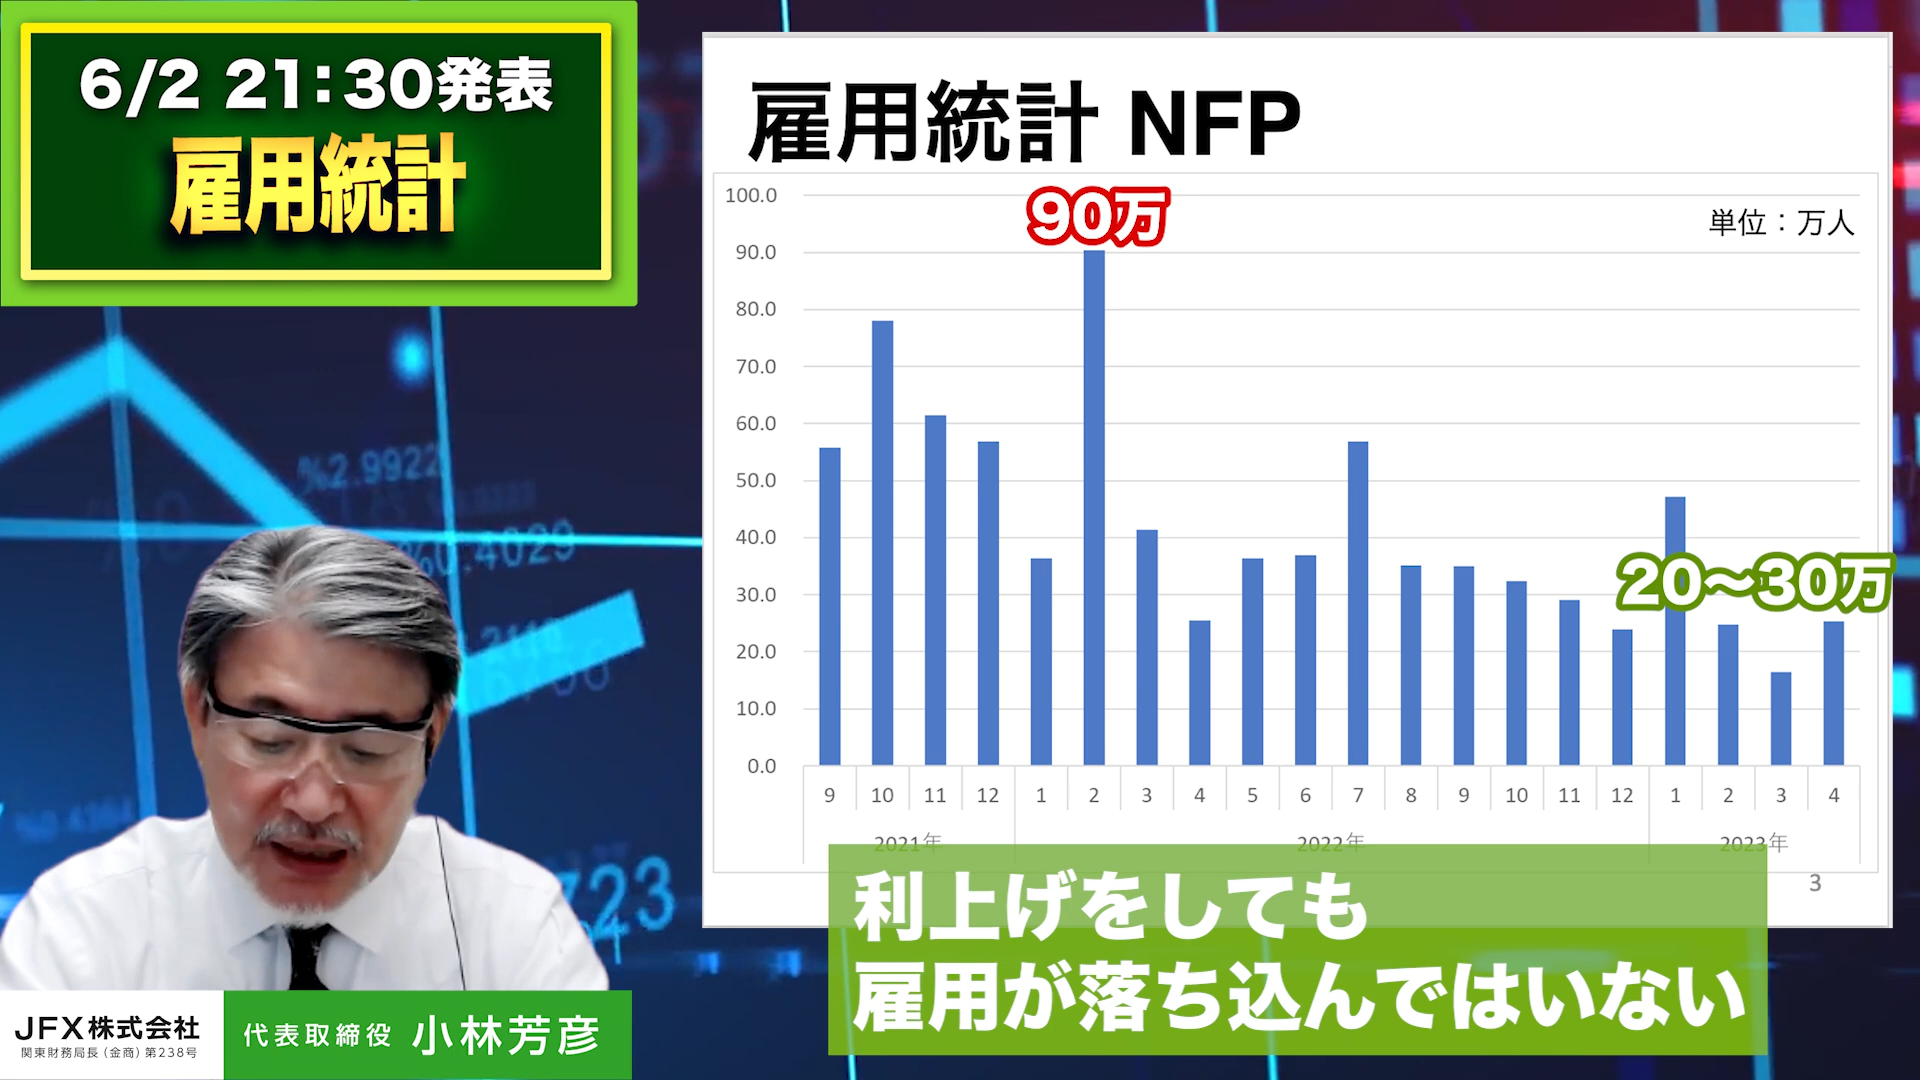 6/2 21:30発表
雇用統計
雇用統計 NFP
単位：万人
90万
20～30万
100.0
90.0
80.0
70.0
60.0
50.0
40.0
30.0
20.0
10.0
0.0
9 10 11 12 1 2 3 4 5 6 7 8 9 10 11 12 1 2 3 4
2021年 2022年 2023年
3
%2.9922
%0.4029
723
利上げをしても
雇用が落ち込んではいない
JFX株式会社
関東財務局長（金商）第238号
代表取締役 小林芳彦